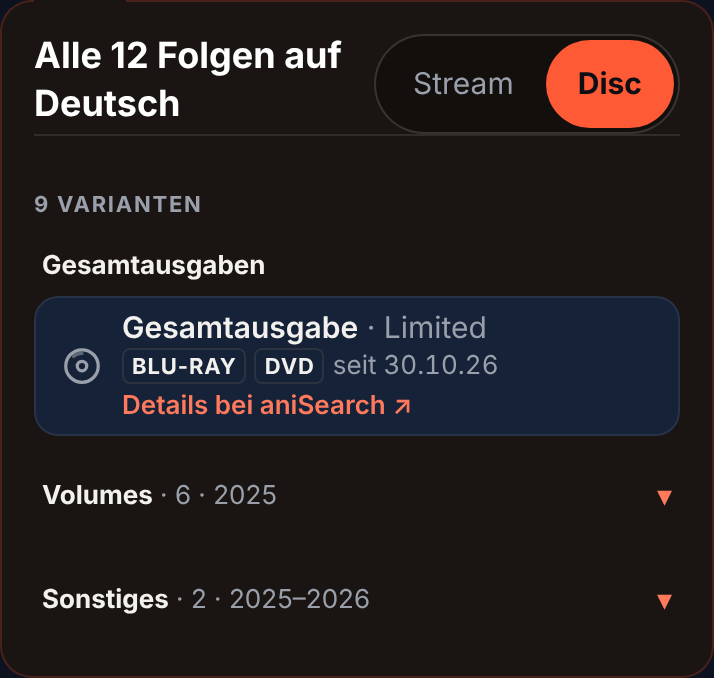 Alle 12 Folgen auf
Deutsch
Stream
Disc
9 VARIANTEN
Gesamtausgaben
Gesamtausgabe · Limited
BLU-RAY DVD seit 30.10.26
Details bei aniSearch ↗
Volumes · 6 · 2025 ▼
Sonstiges · 2 · 2025–2026 ▼